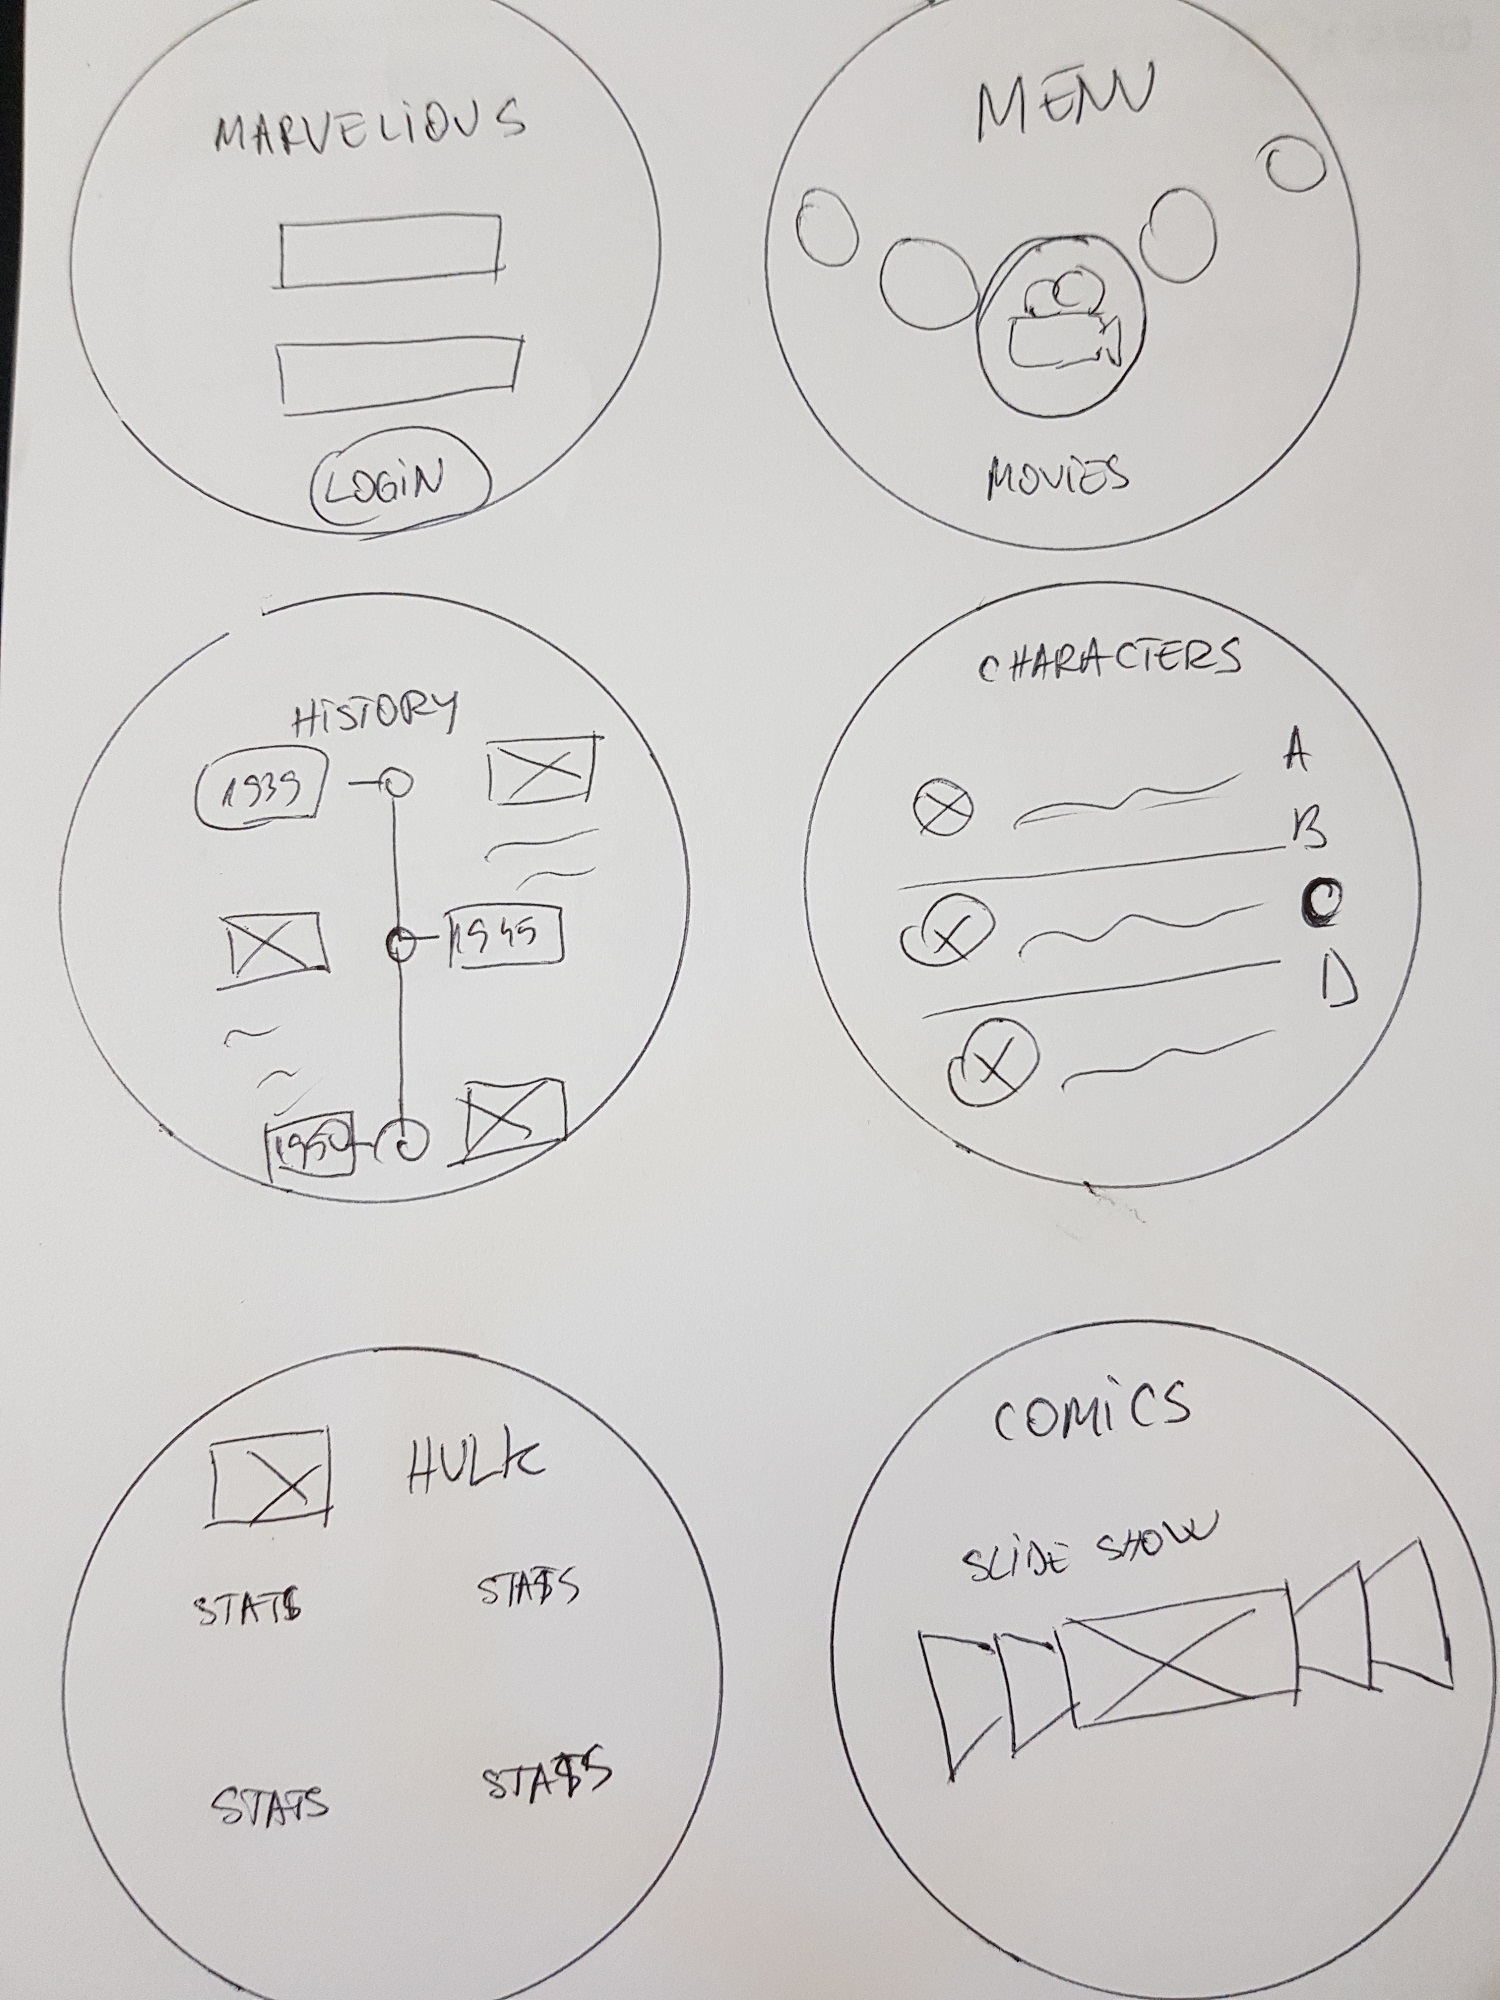 MARVELIOUS
LOGIN
MENU
MOVIES
HISTORY
1939
1945
1950
CHARACTERS
A
B
C
D
HULK
STATS
STATS
STATS
STATS
COMICS
SLIDE SHOW